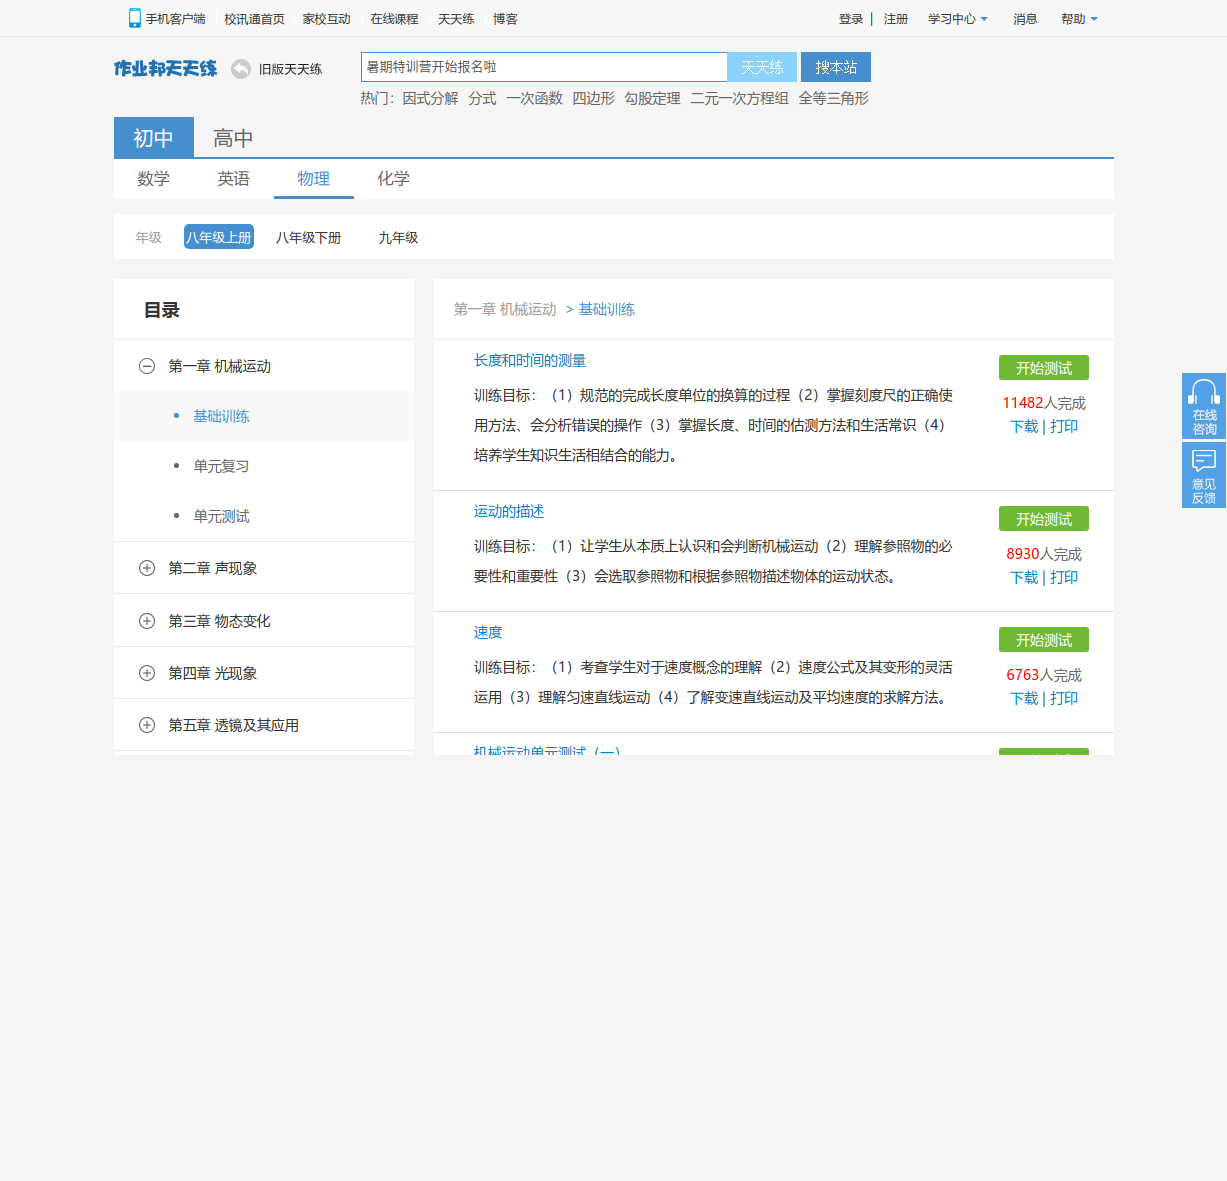 手机客户端 校讯通首页 家校互动 在线课程 天天练 博客 登录 | 注册 学习中心 消息 帮助
作业邦天天练 旧版天天练 暑期特训营开始报名啦 天天练 搜本站
热门： 因式分解 分式 一次函数 四边形 勾股定理 二元一次方程组 全等三角形
初中 高中
数学 英语 物理 化学
年级 八年级上册 八年级下册 九年级
目录
第一章 机械运动
基础训练
单元复习
单元测试
第二章 声现象
第三章 物态变化
第四章 光现象
第五章 透镜及其应用
第一章 机械运动 > 基础训练
长度和时间的测量
训练目标：（1）规范的完成长度单位的换算的过程（2）掌握刻度尺的正确使
用方法、会分析错误的操作（3）掌握长度、时间的估测方法和生活常识（4）
培养学生知识生活相结合的能力。
开始测试
11482人完成
下载 | 打印
运动的描述
训练目标：（1）让学生从本质上认识和会判断机械运动（2）理解参照物的必
要性和重要性（3）会选取参照物和根据参照物描述物体的运动状态。
开始测试
8930人完成
下载 | 打印
速度
训练目标：（1）考查学生对于速度概念的理解（2）速度公式及其变形的灵活
运用（3）理解匀速直线运动（4）了解变速直线运动及平均速度的求解方法。
开始测试
6763人完成
下载 | 打印
机械运动单元测试（一）
在线
咨询
意见
反馈